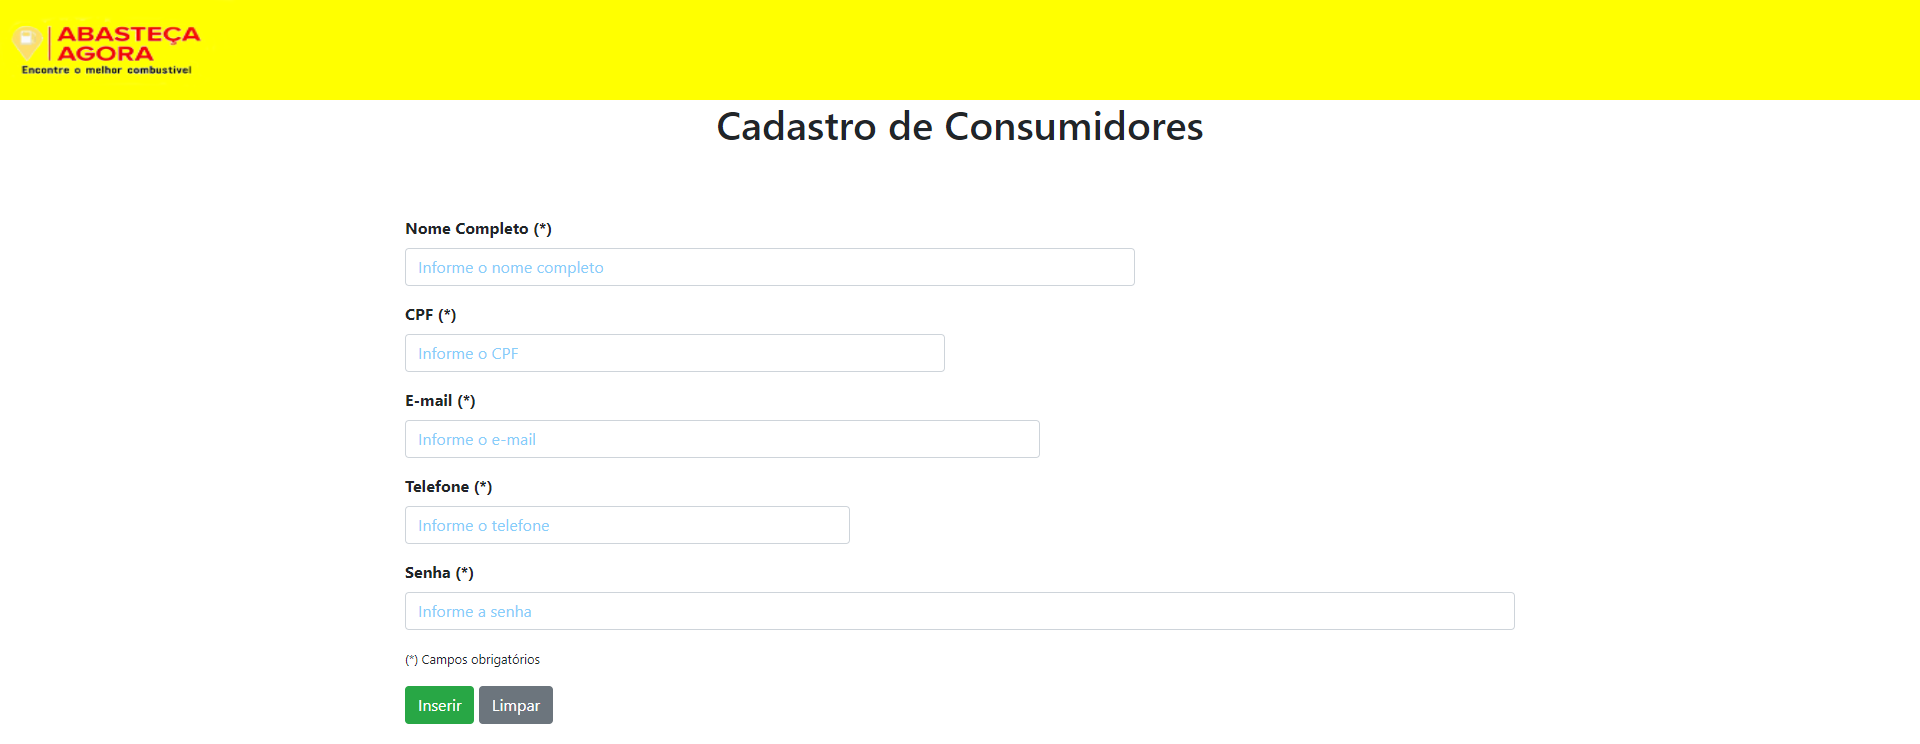 ABASTEÇA
AGORA
Encontre o melhor combustível
Cadastro de Consumidores
Nome Completo (*)
Informe o nome completo
CPF (*)
Informe o CPF
E-mail (*)
Informe o e-mail
Telefone (*)
Informe o telefone
Senha (*)
Informe a senha
(*) Campos obrigatórios
Inserir Limpar